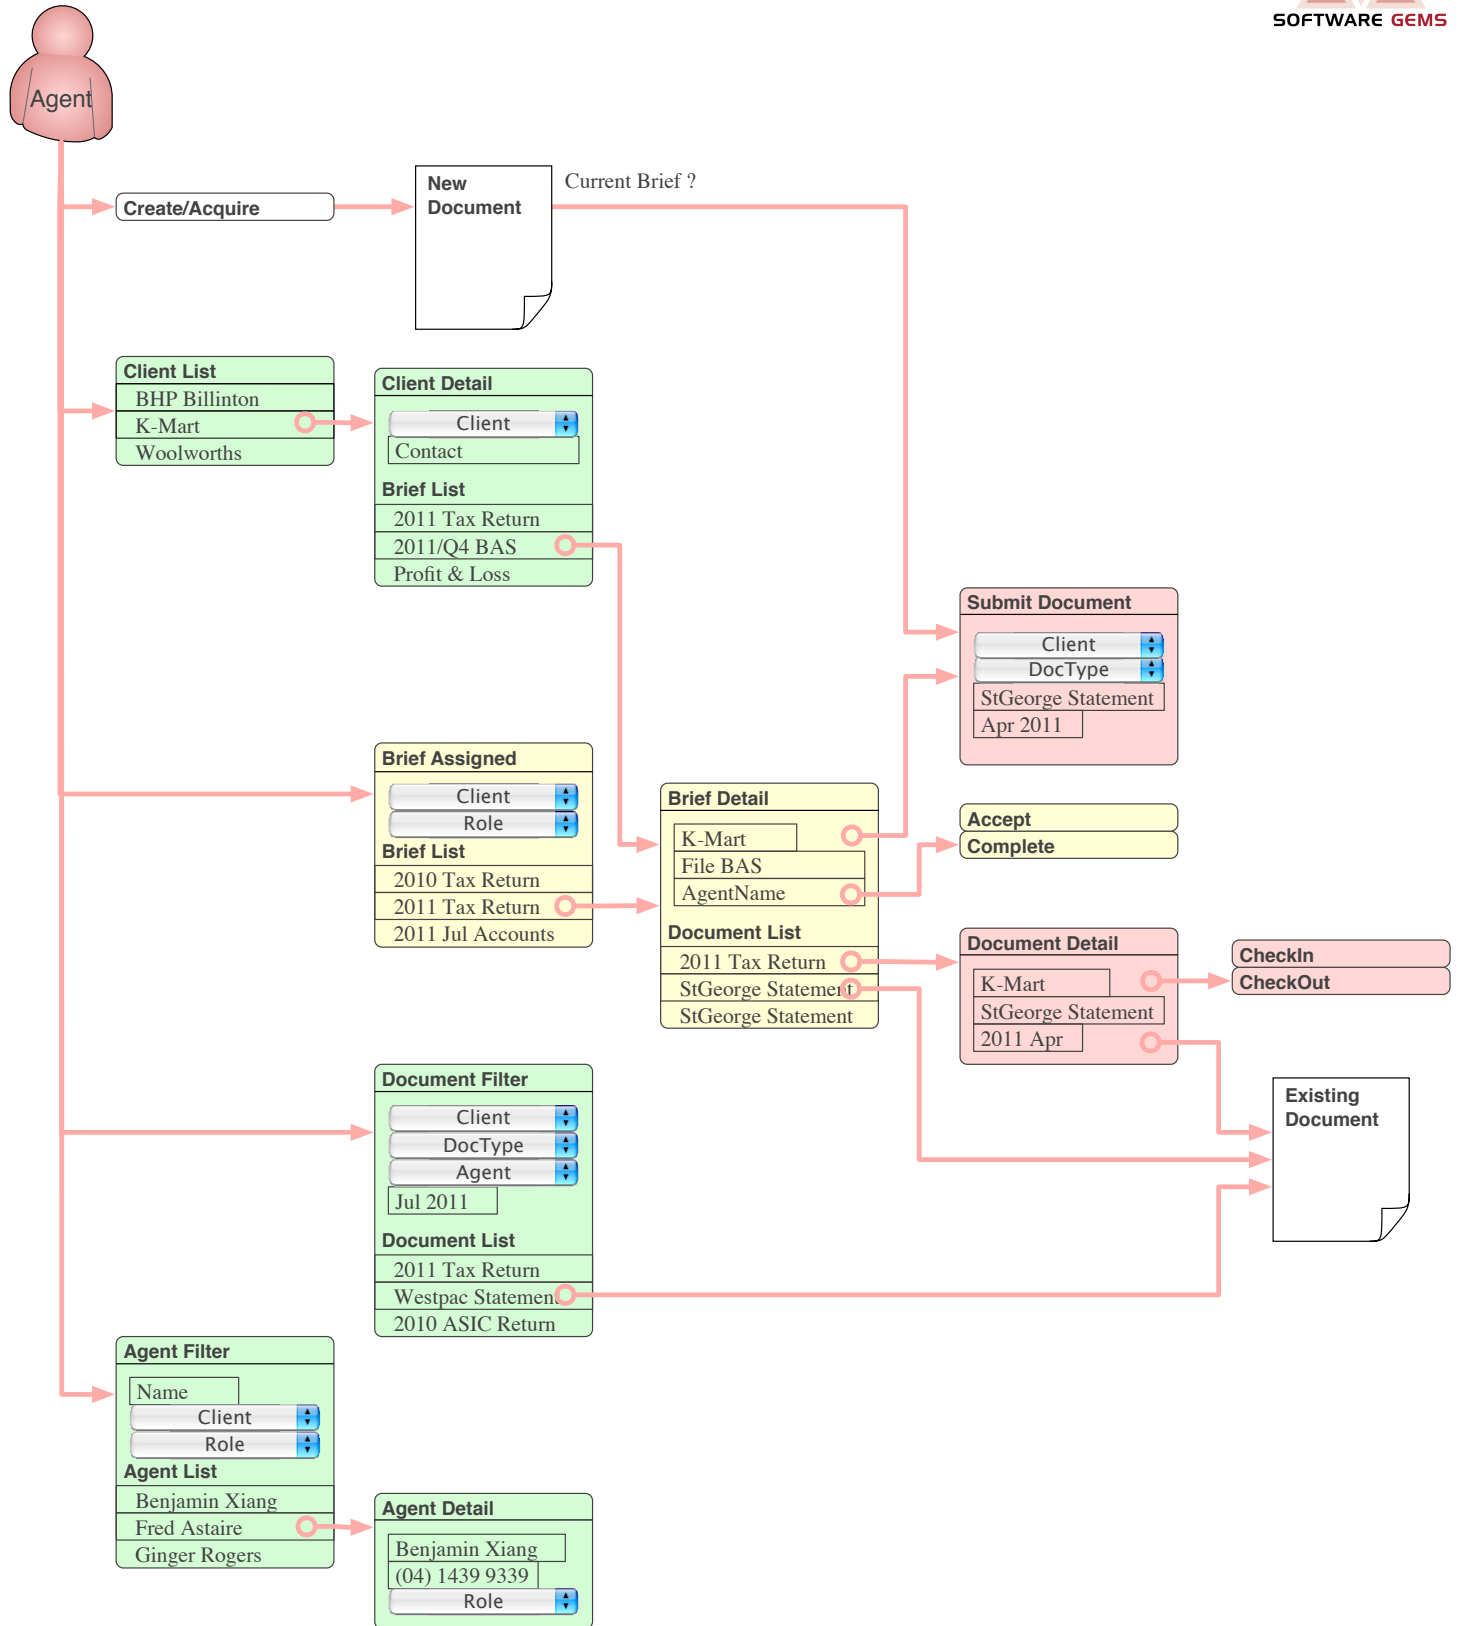 SOFTWARE GEMS
Agent
Create/Acquire
New
Document
Current Brief ?
Client List
BHP Billinton
K-Mart
Woolworths
Client Detail
Client
Contact
Brief List
2011 Tax Return
2011/Q4 BAS
Profit & Loss
Submit Document
Client
DocType
StGeorge Statement
Apr 2011
Brief Assigned
Client
Role
Brief List
2010 Tax Return
2011 Tax Return
2011 Jul Accounts
Brief Detail
K-Mart
File BAS
AgentName
Document List
2011 Tax Return
StGeorge Statement
StGeorge Statement
Accept
Complete
Document Detail
K-Mart
StGeorge Statement
2011 Apr
CheckIn
CheckOut
Existing
Document
Document Filter
Client
DocType
Agent
Jul 2011
Document List
2011 Tax Return
Westpac Statement
2010 ASIC Return
Agent Filter
Name
Client
Role
Agent List
Benjamin Xiang
Fred Astaire
Ginger Rogers
Agent Detail
Benjamin Xiang
(04) 1439 9339
Role